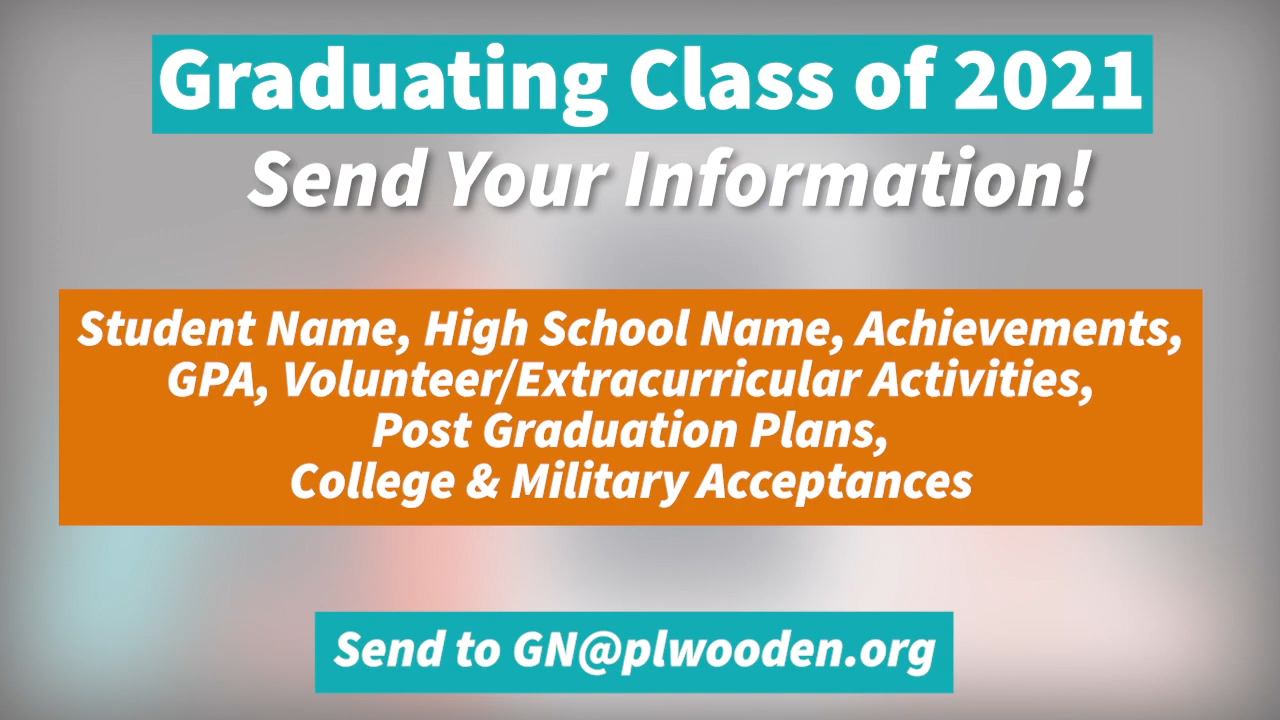 Graduating Class of 2021
Send Your Information!
Student Name, High School Name, Achievements,
GPA, Volunteer/Extracurricular Activities,
Post Graduation Plans,
College & Military Acceptances
Send to GN@plwooden.org